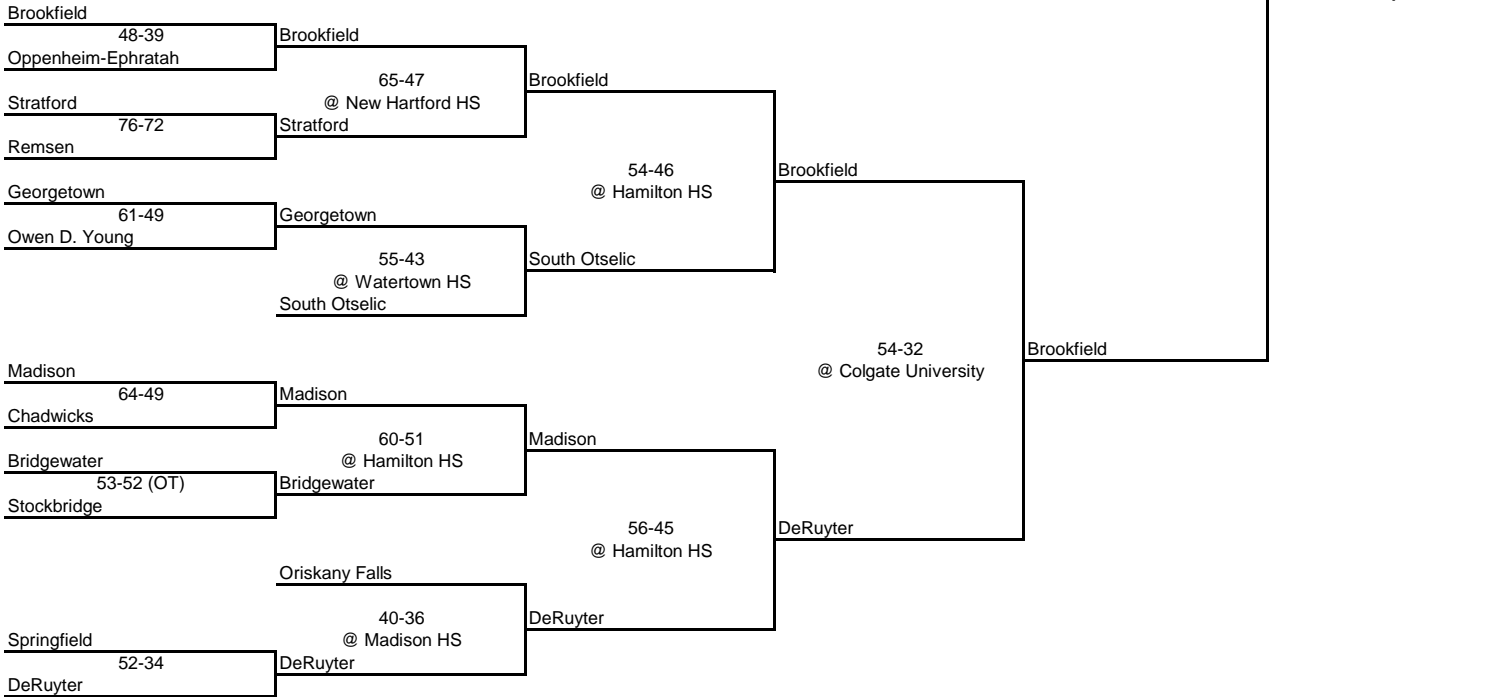 Brookfield
48-39
Brookfield
Oppenheim-Ephratah
65-47
Brookfield
Stratford
@ New Hartford HS
76-72
Stratford
Remsen
54-46
Brookfield
Georgetown
@ Hamilton HS
61-49
Georgetown
Owen D. Young
55-43
South Otselic
@ Watertown HS
South Otselic
54-32
Brookfield
Madison
@ Colgate University
64-49
Madison
Chadwicks
60-51
Madison
Bridgewater
@ Hamilton HS
53-52 (OT)
Bridgewater
Stockbridge
56-45
DeRuyter
@ Hamilton HS
Oriskany Falls
40-36
DeRuyter
Springfield
@ Madison HS
52-34
DeRuyter
DeRuyter